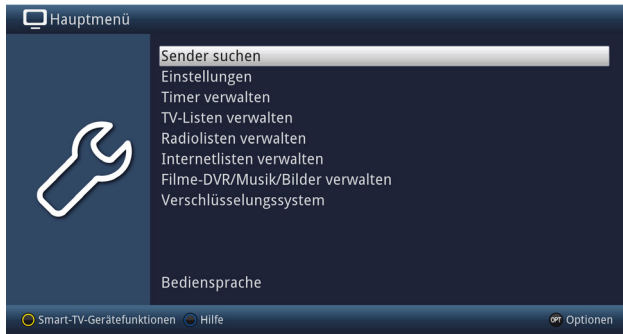 Hauptmenü
Sender suchen
Einstellungen
Timer verwalten
TV-Listen verwalten
Radiolisten verwalten
Internetlisten verwalten
Filme-DVR/Musik/Bilder verwalten
Verschlüsselungssystem
Bediensprache
Smart-TV-Gerätefunktionen Hilfe OPT Optionen